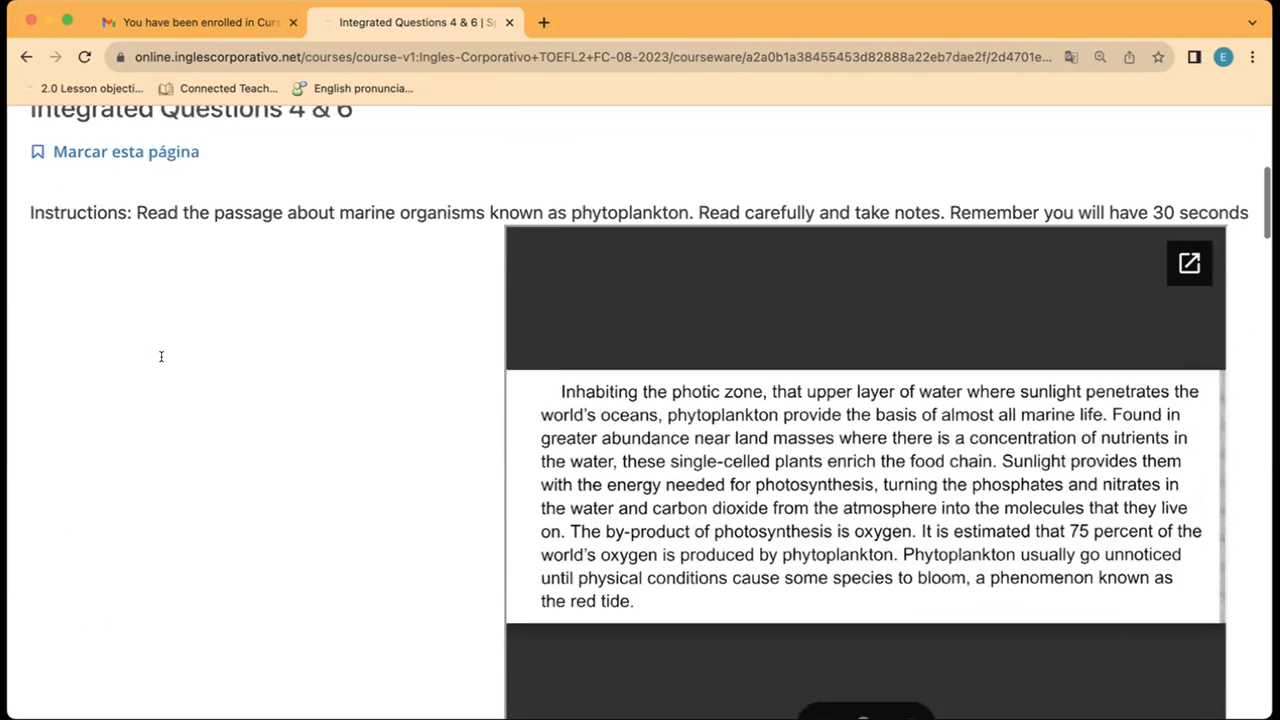 You have been enrolled in Curs
Integrated Questions 4 & 6 | S
online.inglescorporativo.net/courses/course-v1:Ingles-Corporativo+TOEFL2+FC-08-2023/courseware/a2a0b1a38455453d82888a22eb7dae2f/2d4701e...
E
2.0 Lesson objecti...
Connected Teach...
English pronuncia...
Integrated Questions 4 & 6
Marcar esta página
Instructions: Read the passage about marine organisms known as phytoplankton. Read carefully and take notes. Remember you will have 30 seconds
Inhabiting the photic zone, that upper layer of water where sunlight penetrates the
world's oceans, phytoplankton provide the basis of almost all marine life. Found in
greater abundance near land masses where there is a concentration of nutrients in
the water, these single-celled plants enrich the food chain. Sunlight provides them
with the energy needed for photosynthesis, turning the phosphates and nitrates in
the water and carbon dioxide from the atmosphere into the molecules that they live
on. The by-product of photosynthesis is oxygen. It is estimated that 75 percent of the
world's oxygen is produced by phytoplankton. Phytoplankton usually go unnoticed
until physical conditions cause some species to bloom, a phenomenon known as
the red tide.